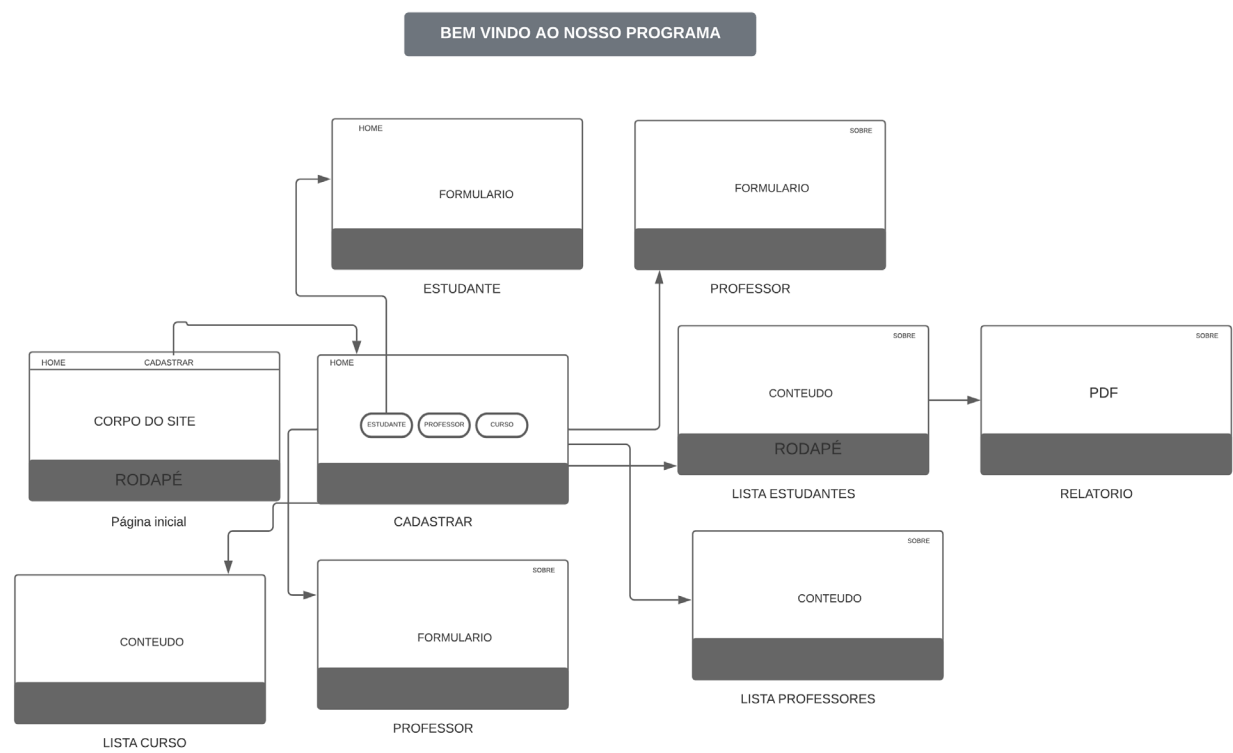 BEM VINDO AO NOSSO PROGRAMA
HOME
FORMULARIO
ESTUDANTE
SOBRE
FORMULARIO
PROFESSOR
HOME
CADASTRAR
CORPO DO SITE
RODAPÉ
Página inicial
HOME
ESTUDANTE
PROFESSOR
CURSO
CADASTRAR
SOBRE
CONTEUDO
RODAPÉ
LISTA ESTUDANTES
SOBRE
PDF
RELATORIO
CONTEUDO
LISTA CURSO
SOBRE
FORMULARIO
PROFESSOR
SOBRE
CONTEUDO
LISTA PROFESSORES